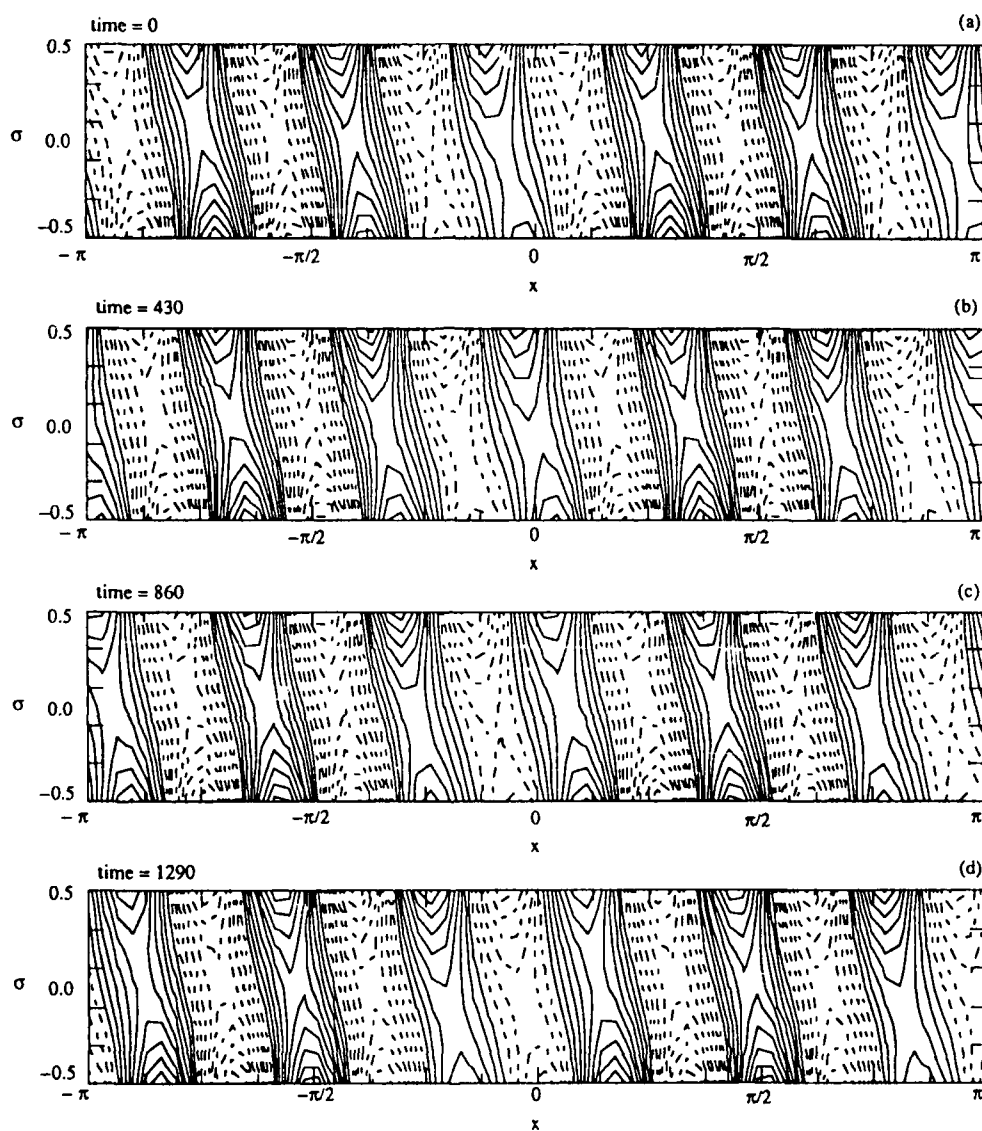 time = 0
(a)
0.5
σ
0.0
−0.5
− π
−π/2
0
π/2
π
x
time = 430
(b)
0.5
σ
0.0
−0.5
− π
−π/2
0
π/2
π
x
time = 860
(c)
0.5
σ
0.0
−0.5
− π
−π/2
0
π/2
π
x
time = 1290
(d)
0.5
σ
0.0
−0.5
− π
−π/2
0
π/2
π
x